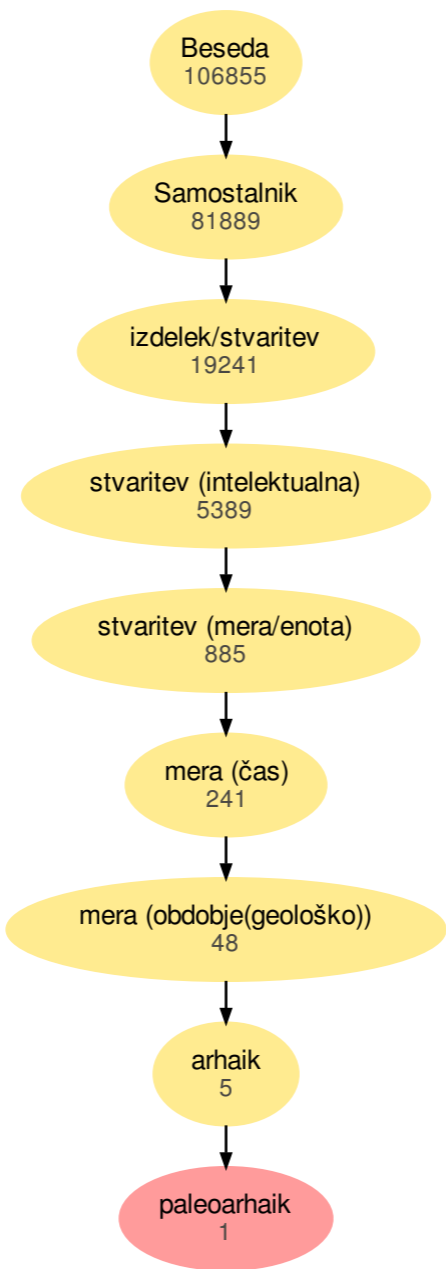 Beseda
106855
Samostalnik
81889
izdelek/stvaritev
19241
stvaritev (intelektualna)
5389
stvaritev (mera/enota)
885
mera (čas)
241
mera (obdobje(geološko))
48
arhaik
5
paleoarhaik
1